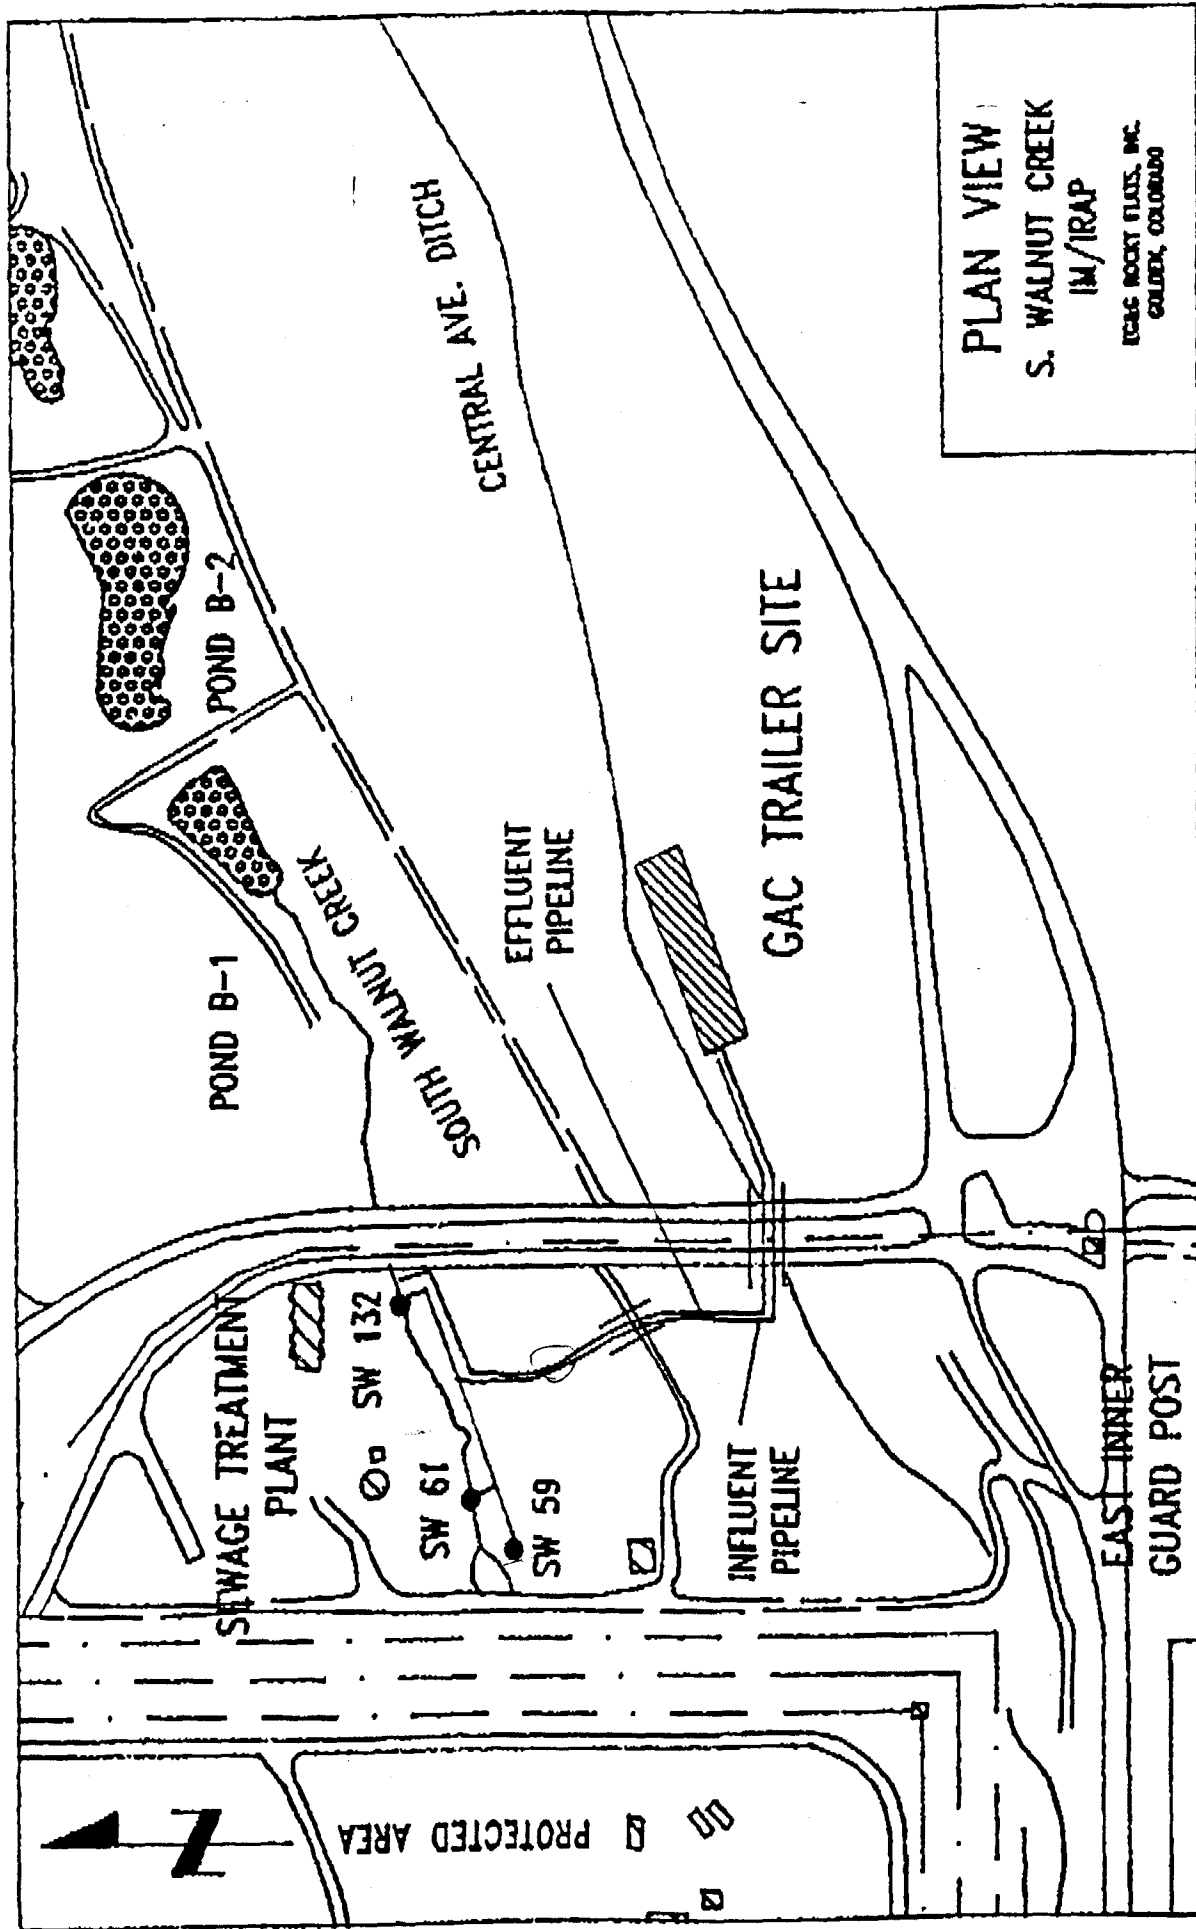 N
PROTECTED AREA
SEWAGE TREATMENT
PLANT
SW 132
SW 61
SW 59
POND B-1
POND B-2
SOUTH WALNUT CREEK
CENTRAL AVE. DITCH
EFFLUENT
PIPELINE
INFLUENT
PIPELINE
GAC TRAILER SITE
EAST INNER
GUARD POST
PLAN VIEW
S. WALNUT CREEK
IM/IRAP
EG&G ROCKY FLATS, INC.
GOLDEN, COLORADO